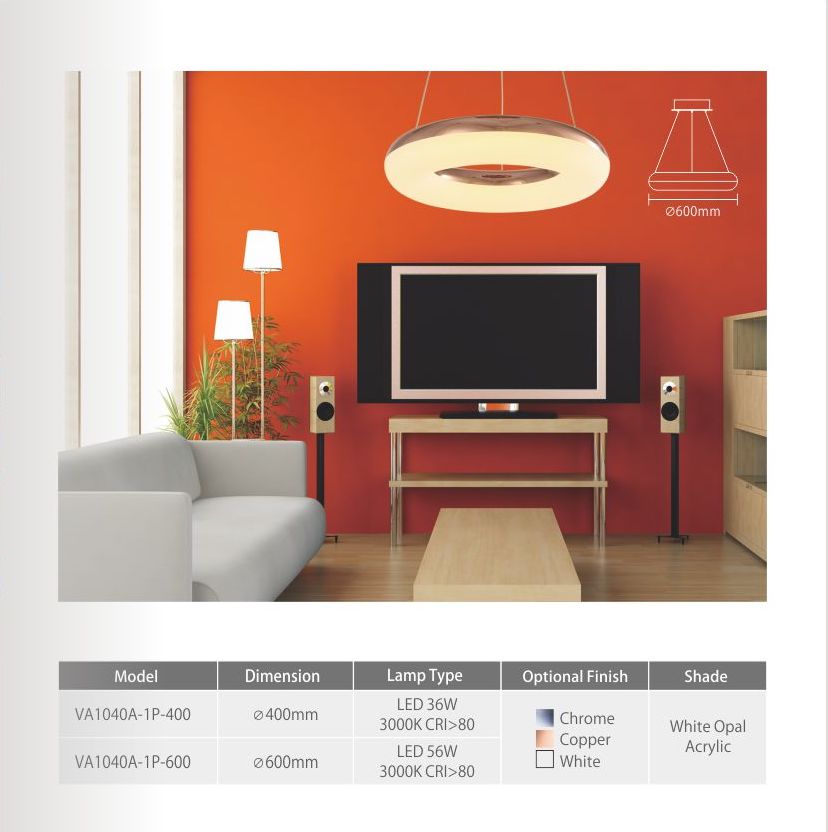 ⌀600mm
Model Dimension Lamp Type Optional Finish Shade
VA1040A-1P-400 ⌀400mm LED 36W
3000K CRI>80
VA1040A-1P-600 ⌀600mm LED 56W
3000K CRI>80
Chrome
Copper
White
White Opal
Acrylic